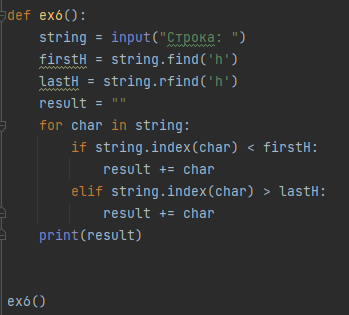 def ex6():
    string = input("Строка: ")
    firstH = string.find('h')
    lastH = string.rfind('h')
    result = ""
    for char in string:
        if string.index(char) < firstH:
            result += char
        elif string.index(char) > lastH:
            result += char
    print(result)
ex6()